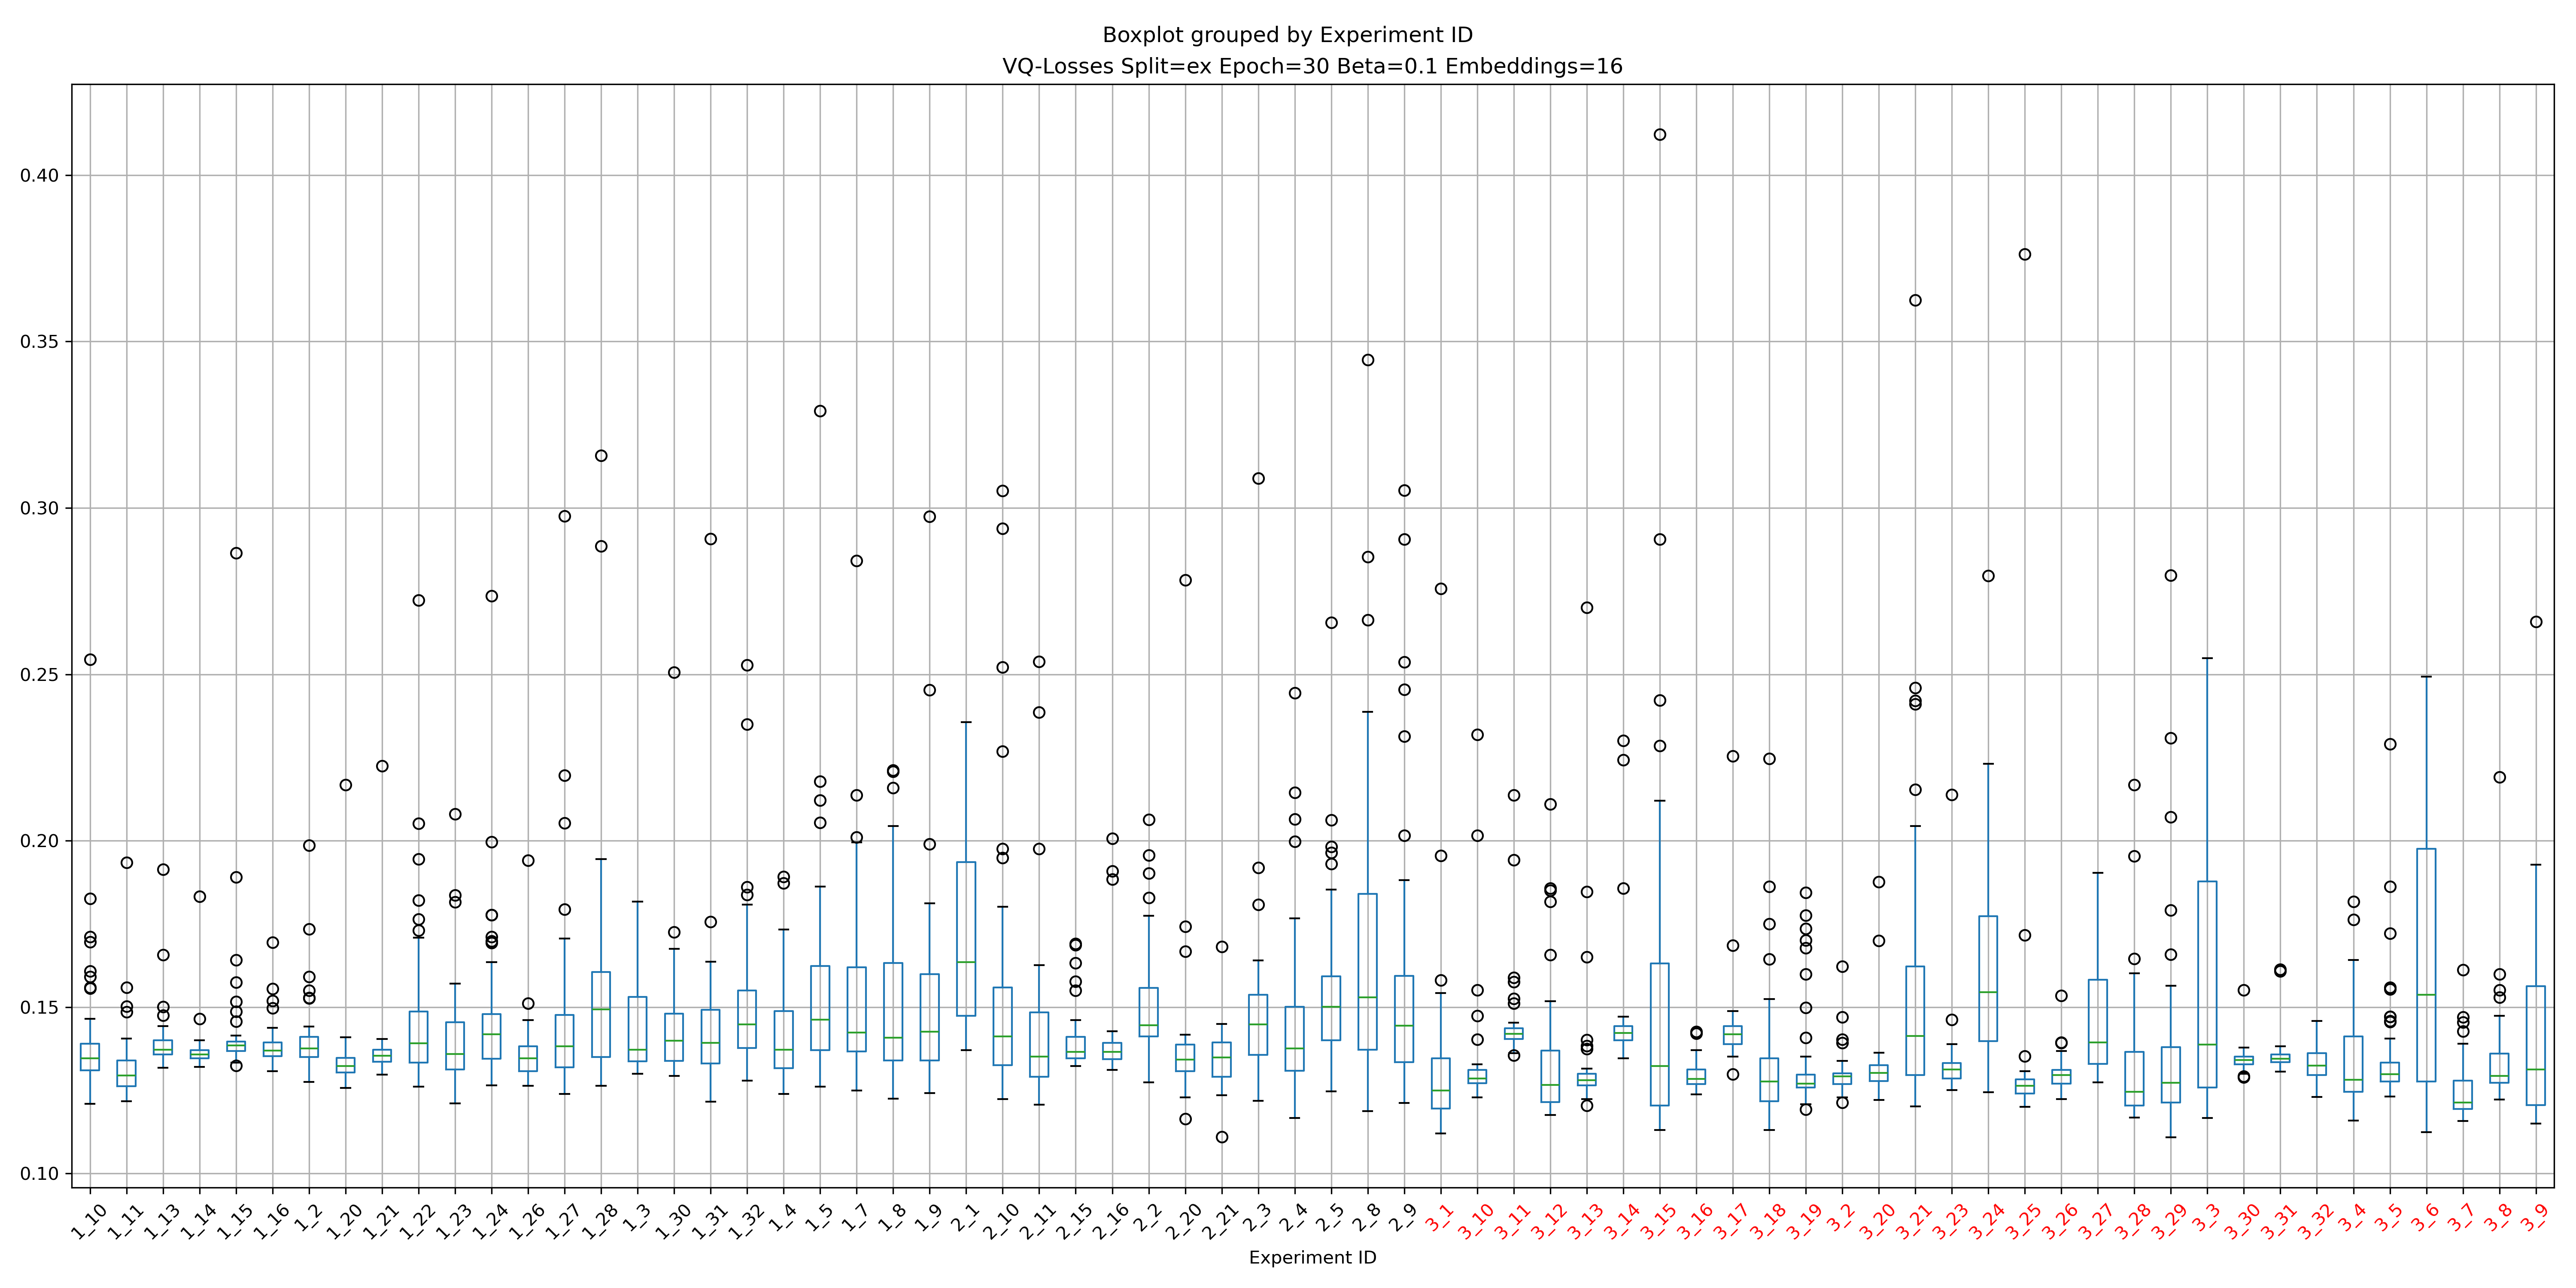 Boxplot grouped by Experiment ID
VQ-Losses Split=ex Epoch=30 Beta=0.1 Embeddings=16
0.40
0.35
0.30
0.25
0.20
0.15
0.10
1_10 1_11 1_13 1_14 1_15 1_16 1_2 1_20 1_21 1_22 1_23 1_24 1_26 1_27 1_28 1_3 1_30 1_31 1_32 1_4 1_5 1_7 1_8 1_9 2_1 2_10 2_11 2_15 2_16 2_2 2_20 2_21 2_3 2_4 2_5 2_8 2_9 3_1 3_10 3_11 3_12 3_13 3_14 3_15 3_16 3_17 3_18 3_19 3_2 3_20 3_21 3_23 3_24 3_25 3_26 3_27 3_28 3_29 3_3 3_30 3_31 3_32 3_4 3_5 3_6 3_7 3_8 3_9
Experiment ID